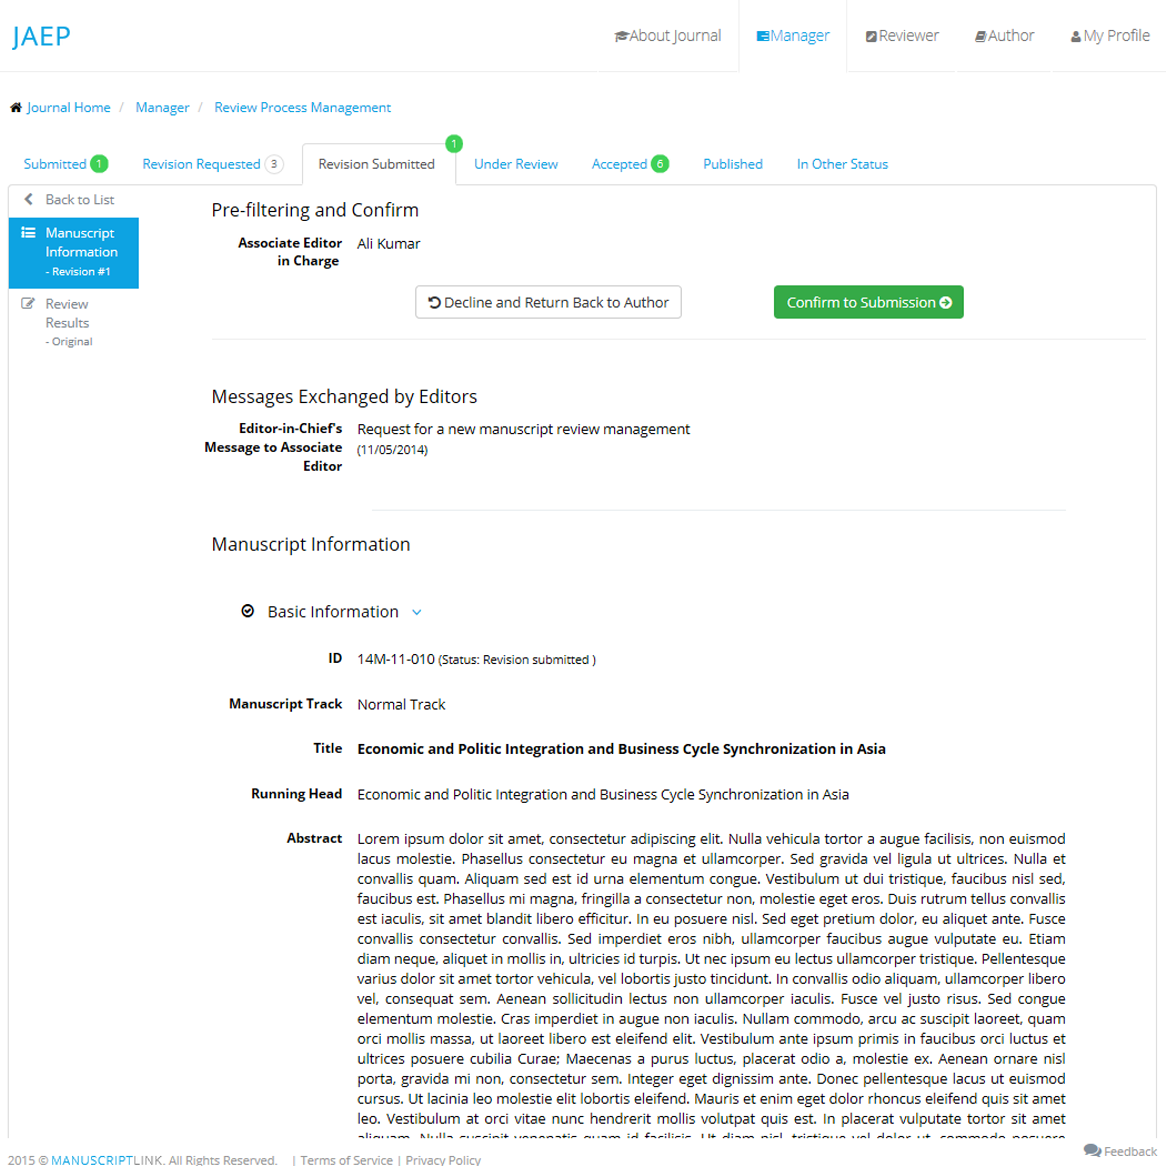 JAEP
About Journal
Manager
Reviewer
Author
My Profile
Journal Home / Manager / Review Process Management
Submitted 1
Revision Requested 3
Revision Submitted 1
Under Review
Accepted 6
Published
In Other Status
Back to List
Manuscript
Information
- Revision #1
Review
Results
- Original
Pre-filtering and Confirm
Associate Editor
in Charge
Ali Kumar
Decline and Return Back to Author
Confirm to Submission
Messages Exchanged by Editors
Editor-in-Chief's
Message to Associate
Editor
Request for a new manuscript review management
(11/05/2014)
Manuscript Information
Basic Information
ID 14M-11-010 (Status: Revision submitted )
Manuscript Track Normal Track
Title Economic and Politic Integration and Business Cycle Synchronization in Asia
Running Head Economic and Politic Integration and Business Cycle Synchronization in Asia
Abstract Lorem ipsum dolor sit amet, consectetur adipiscing elit. Nulla vehicula tortor a augue facilisis, non euismod
lacus molestie. Phasellus consectetur eu magna et ullamcorper. Sed gravida vel ligula ut ultrices. Nulla et
convallis quam. Aliquam sed est id urna elementum congue. Vestibulum ut dui tristique, faucibus nisl sed,
faucibus est. Phasellus mi magna, fringilla a consectetur non, molestie eget eros. Duis rutrum tellus convallis
est iaculis, sit amet blandit libero efficitur. In eu posuere nisl. Sed eget pretium dolor, eu aliquet ante. Fusce
convallis consectetur convallis. Sed imperdiet eros nibh, ullamcorper faucibus augue vulputate eu. Etiam
diam neque, aliquet in mollis in, ultricies id turpis. Ut nec ipsum eu lectus ullamcorper tristique. Pellentesque
varius dolor sit amet tortor vehicula, vel lobortis justo tincidunt. In convallis odio aliquam, ullamcorper libero
vel, consequat sem. Aenean sollicitudin lectus non ullamcorper iaculis. Fusce vel justo risus. Sed congue
elementum molestie. Cras imperdiet in augue non iaculis. Nullam commodo, arcu ac suscipit laoreet, quam
orci mollis massa, ut laoreet libero est eleifend elit. Vestibulum ante ipsum primis in faucibus orci luctus et
ultrices posuere cubilia Curae; Maecenas a purus luctus, placerat odio a, molestie ex. Aenean ornare nisl
porta, gravida mi non, consectetur sem. Integer eget dignissim ante. Donec pellentesque lacus ut euismod
cursus. Ut lacinia leo molestie elit lobortis eleifend. Mauris et enim eget dolor rhoncus eleifend quis sit amet
leo. Vestibulum at orci vitae nunc hendrerit mollis volutpat quis est. In placerat vulputate tortor sit amet
aliquam. Nulla suscipit venenatis quam id facilisis. Ut diam nisl, tristique vel dolor ut, commodo posuere
Feedback
2015 © MANUSCRIPTLINK. All Rights Reserved. | Terms of Service | Privacy Policy